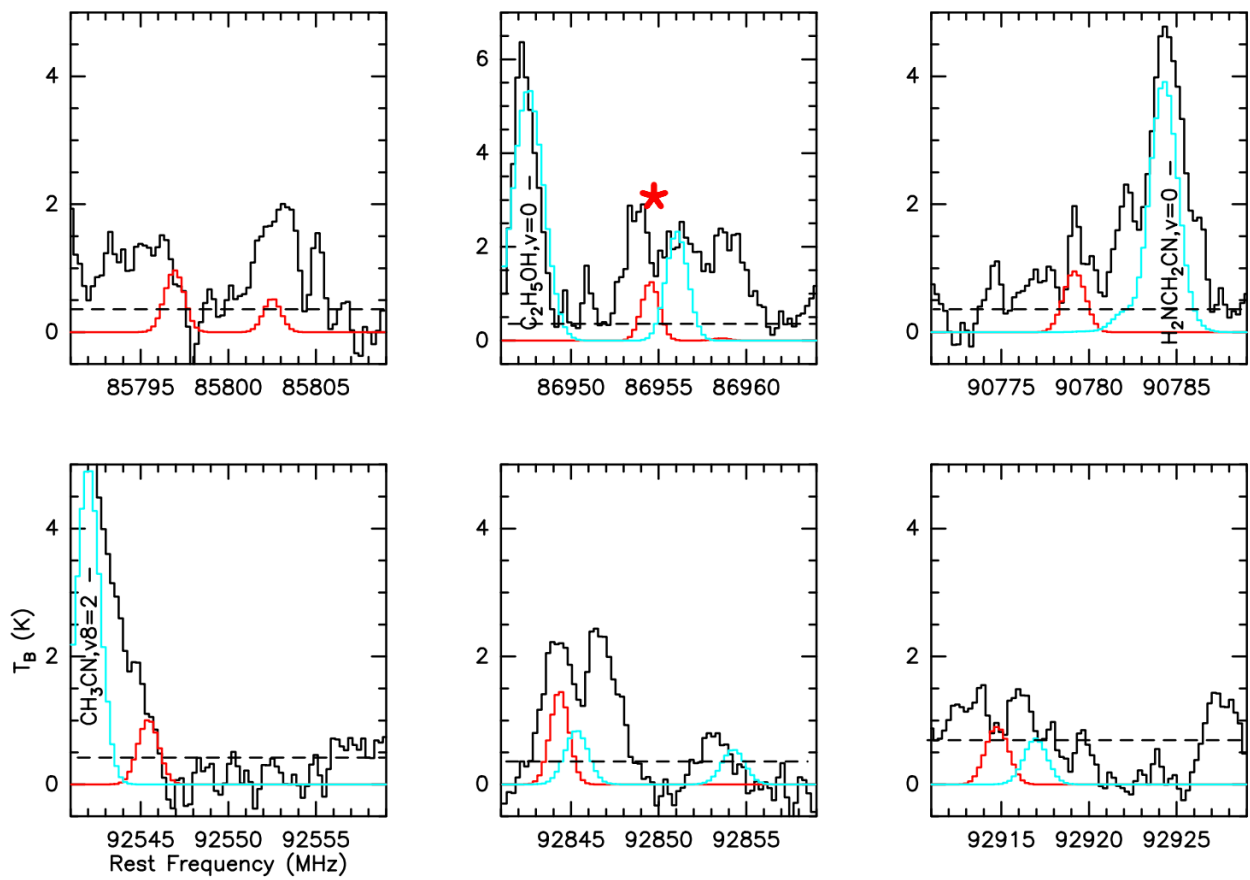 4
2
0
85795 85800 85805
6
4
2
0
C₂H₅OH,v=0 –
86950 86955 86960
4
2
0
H₂NCH₂CN,v=0 –
90775 90780 90785
T_B (K)
4
2
0
CH₃CN,v8=2 –
92545 92550 92555
Rest Frequency (MHz)
4
2
0
92845 92850 92855
4
2
0
92915 92920 92925